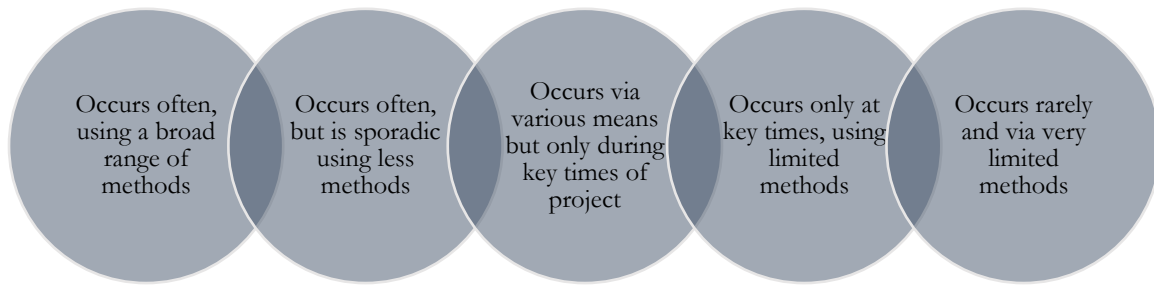 Occurs often,
using a broad
range of
methods
Occurs often,
but is sporadic
using less
methods
Occurs via
various means
but only during
key times of
project
Occurs only at
key times, using
limited
methods
Occurs rarely
and via very
limited
methods